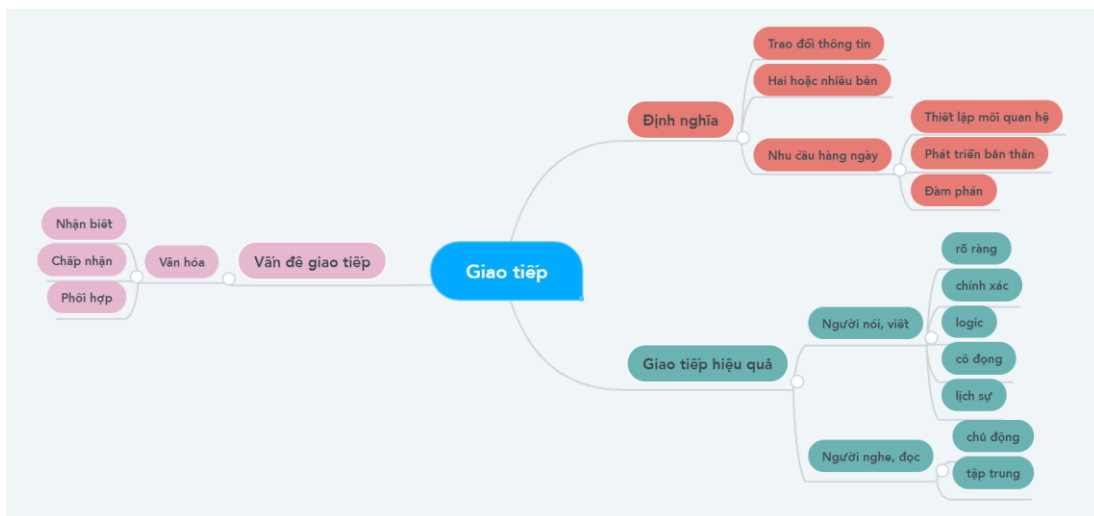 Giao tiếp
Định nghĩa
Trao đổi thông tin
Hai hoặc nhiều bên
Nhu cầu hàng ngày
Thiết lập mối quan hệ
Phát triển bản thân
Đàm phán
Giao tiếp hiệu quả
Người nói, viết
rõ ràng
chính xác
logic
cô đọng
lịch sự
Người nghe, đọc
chủ động
tập trung
Vấn đề giao tiếp
Văn hóa
Nhận biết
Chấp nhận
Phối hợp